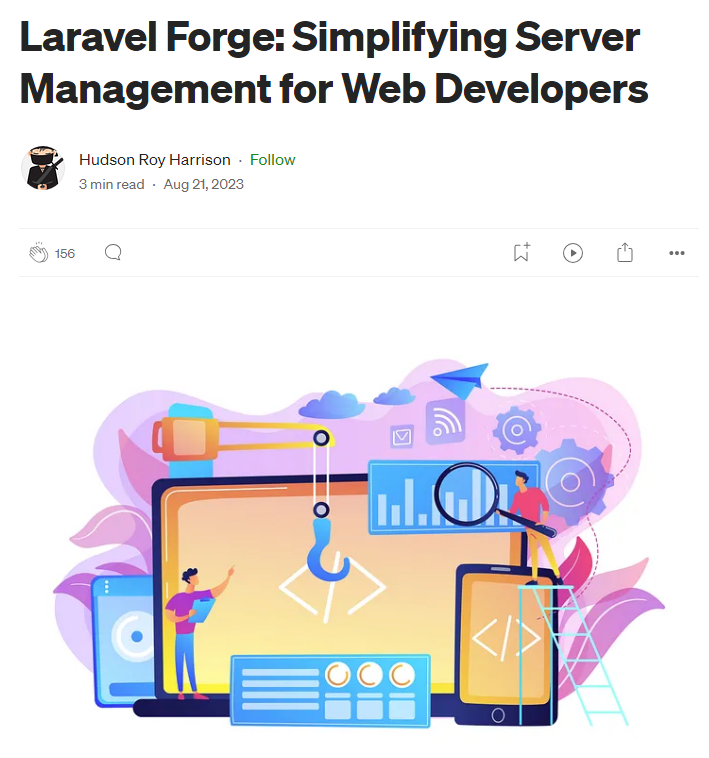 Laravel Forge: Simplifying Server
Management for Web Developers
Hudson Roy Harrison · Follow
3 min read · Aug 21, 2023
156
</>
</>